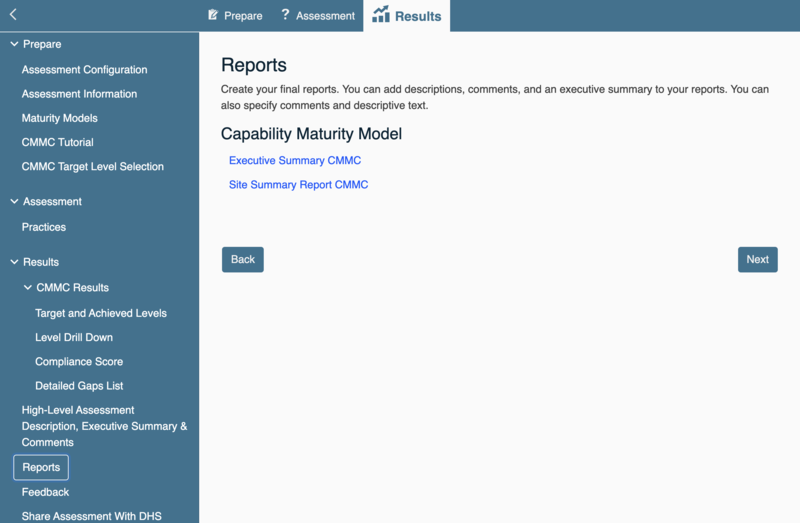 Prepare
Assessment
Results
Prepare
Assessment Configuration
Assessment Information
Maturity Models
CMMC Tutorial
CMMC Target Level Selection
Assessment
Practices
Results
CMMC Results
Target and Achieved Levels
Level Drill Down
Compliance Score
Detailed Gaps List
High-Level Assessment
Description, Executive Summary &
Comments
Reports
Feedback
Share Assessment With DHS
Reports
Create your final reports. You can add descriptions, comments, and an executive summary to your reports. You can
also specify comments and descriptive text.
Capability Maturity Model
Executive Summary CMMC
Site Summary Report CMMC
Back
Next